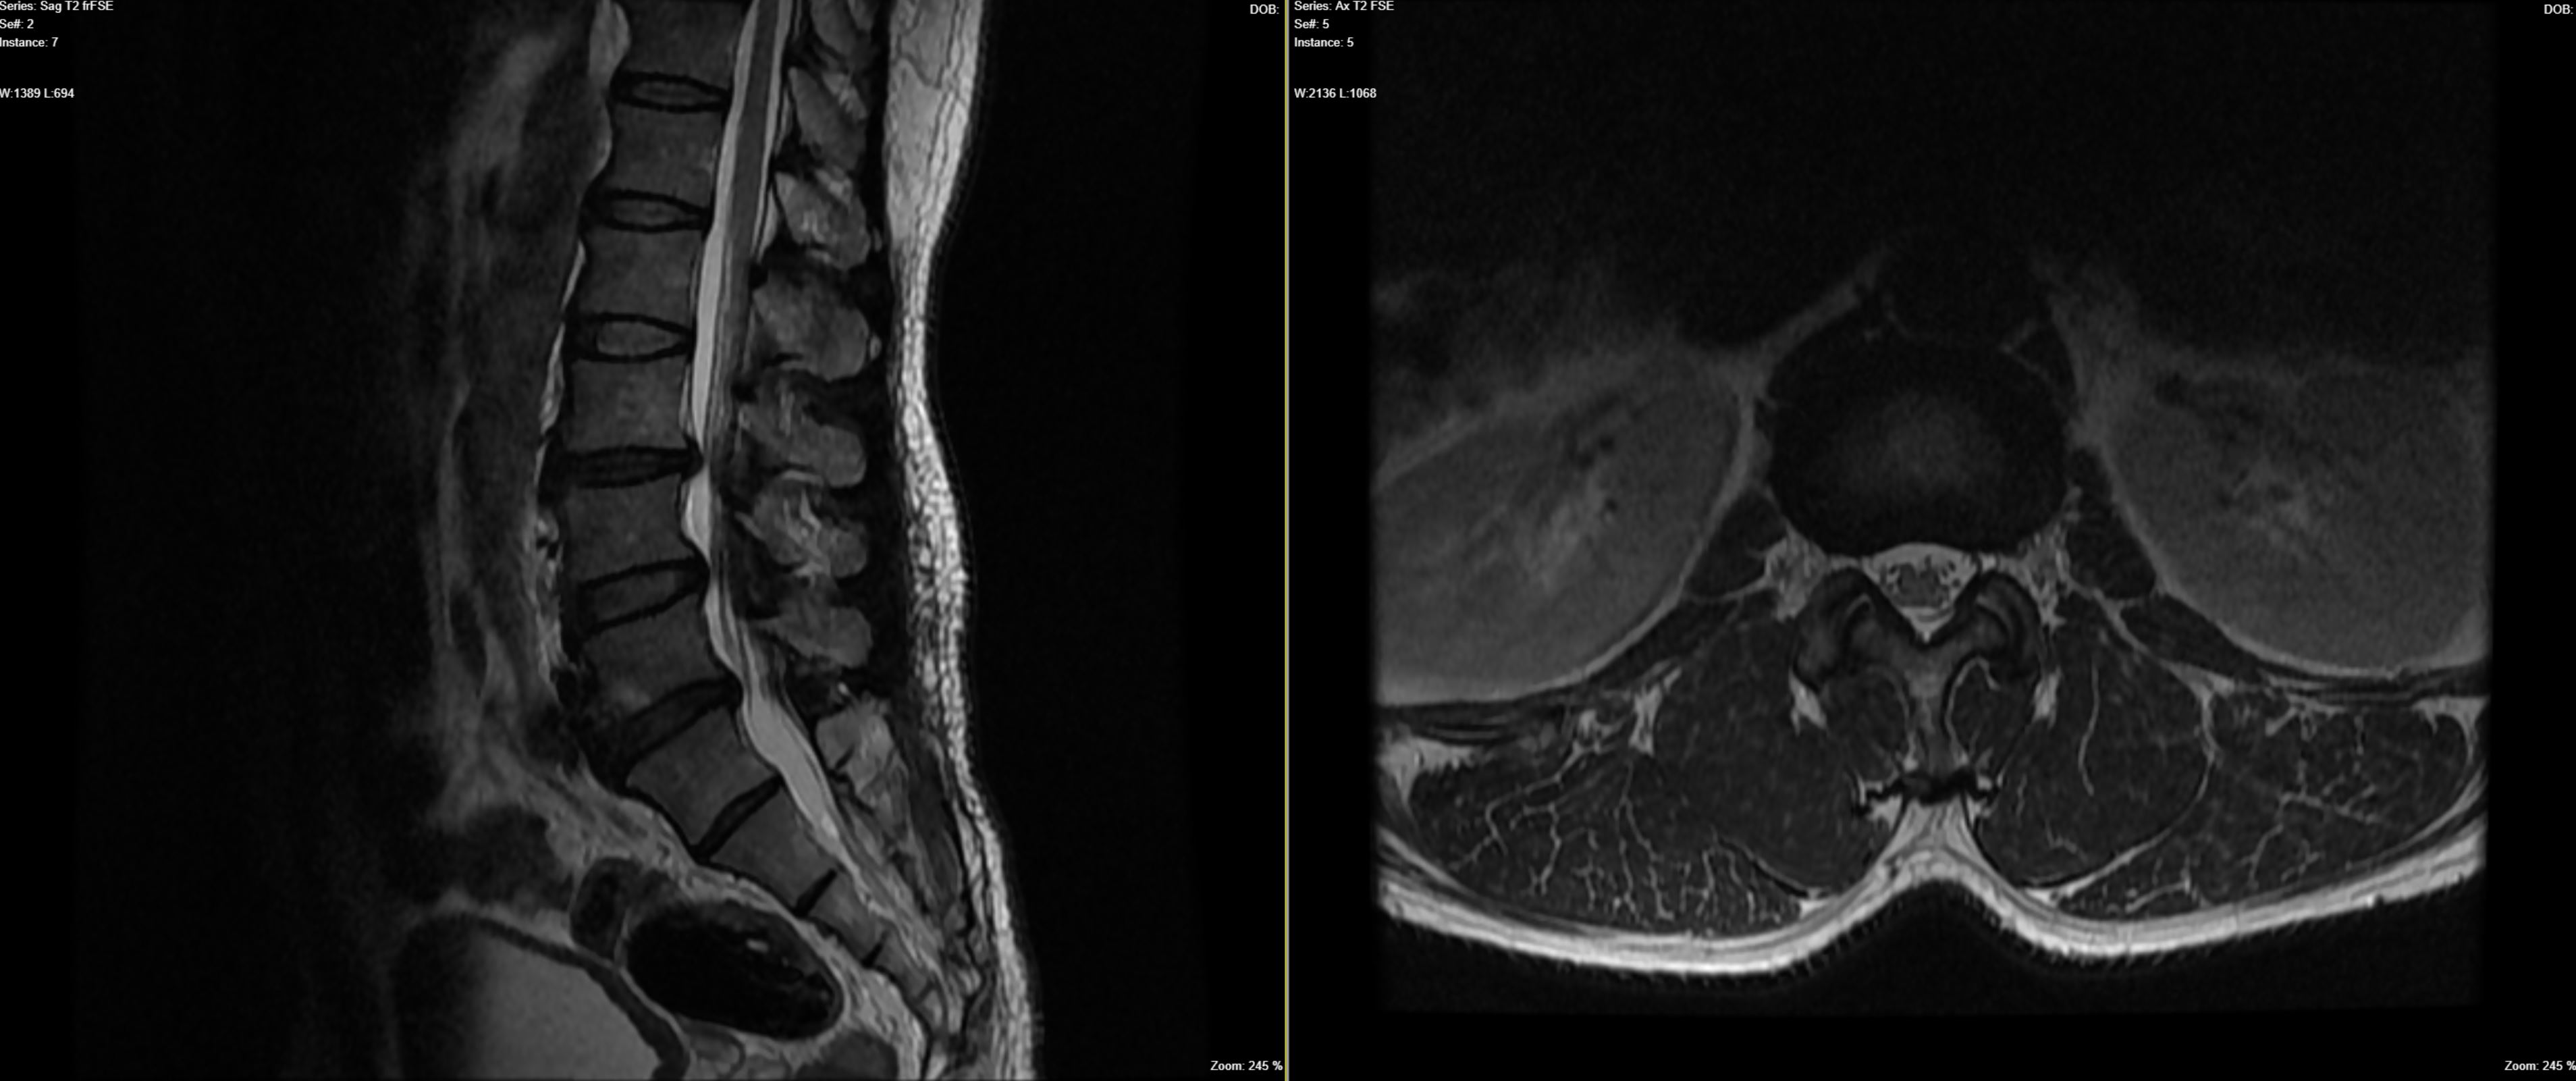 Series: Sag T2 frFSE
Se#: 2
Instance: 7
W:1389 L:694
DOB:
Zoom: 245 %
Series: Ax T2 FSE
Se#: 5
Instance: 5
W:2136 L:1068
DOB:
Zoom: 245 %